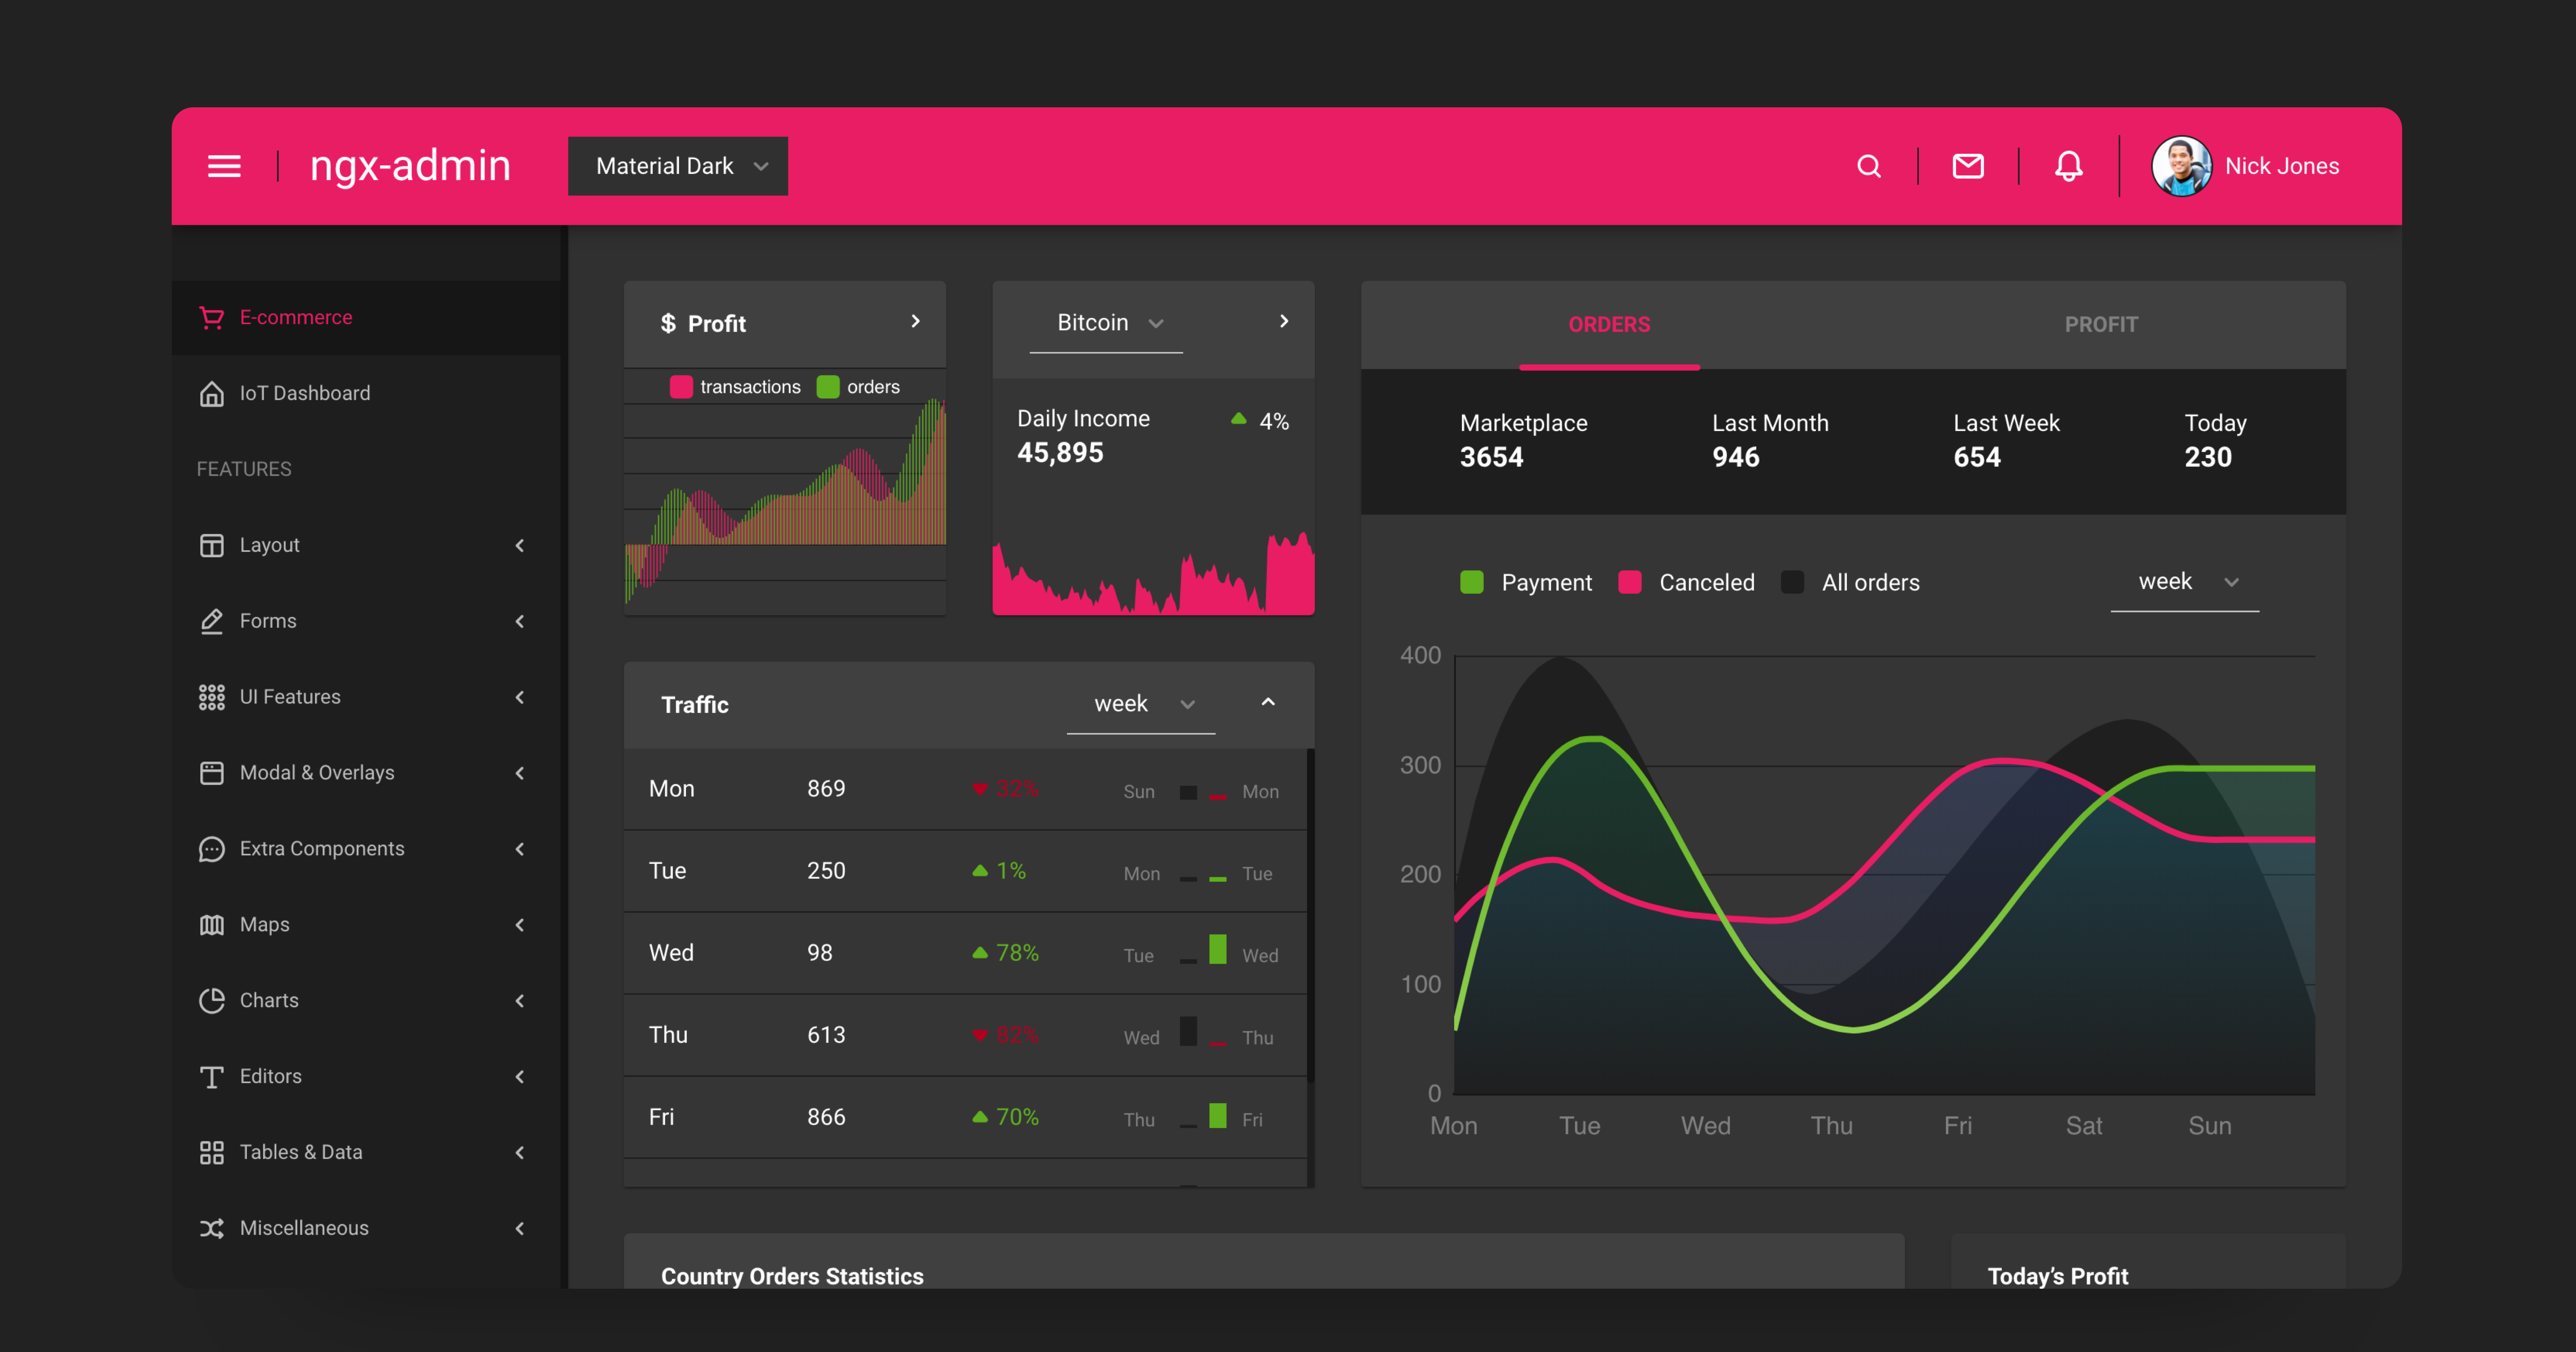 ngx-admin
Material Dark
Nick Jones
E-commerce
IoT Dashboard
FEATURES
Layout
Forms
UI Features
Modal & Overlays
Extra Components
Maps
Charts
Editors
Tables & Data
Miscellaneous
$ Profit
transactions orders
Bitcoin
Daily Income 4%
45,895
Traffic week
Mon 869 32% Sun Mon
Tue 250 1% Mon Tue
Wed 98 78% Tue Wed
Thu 613 82% Wed Thu
Fri 866 70% Thu Fri
ORDERS PROFIT
Marketplace Last Month Last Week Today
3654 946 654 230
Payment Canceled All orders week
400
300
200
100
0
Mon Tue Wed Thu Fri Sat Sun
Country Orders Statistics
Today’s Profit